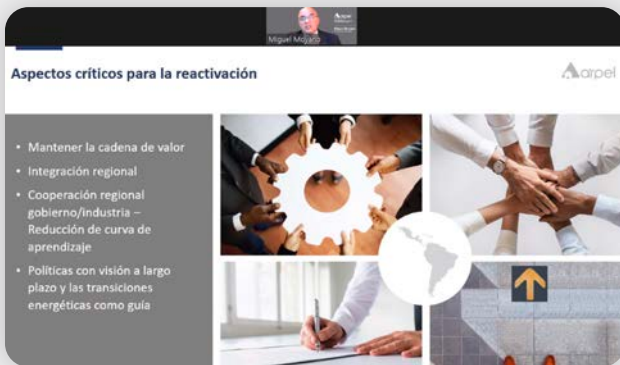 Miguel Moyano
Aspectos críticos para la reactivación
arpel
• Mantener la cadena de valor
• Integración regional
• Cooperación regional
gobierno/industria –
Reducción de curva de
aprendizaje
• Políticas con visión a largo
plazo y las transiciones
energéticas como guía